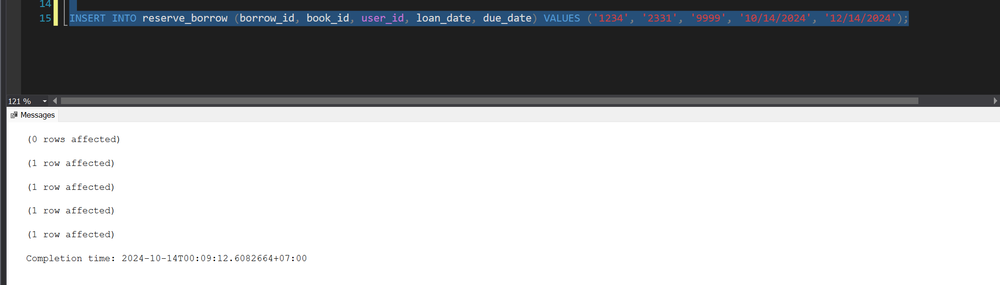 14
15 INSERT INTO reserve_borrow (borrow_id, book_id, user_id, loan_date, due_date) VALUES ('1234', '2331', '9999', '10/14/2024', '12/14/2024');
121 %
Messages
(0 rows affected)
(1 row affected)
(1 row affected)
(1 row affected)
(1 row affected)
Completion time: 2024-10-14T00:09:12.6082664+07:00